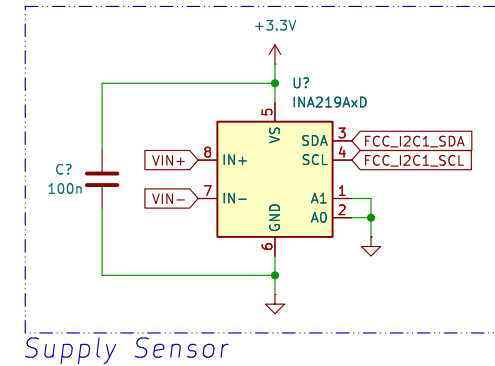 +3.3V
U?
INA219AxD
5
VS
C?
100n
VIN+
8
IN+
SDA
3
FCC_I2C1_SDA
SCL
4
FCC_I2C1_SCL
VIN-
7
IN-
A1
1
A0
2
GND
6
Supply Sensor